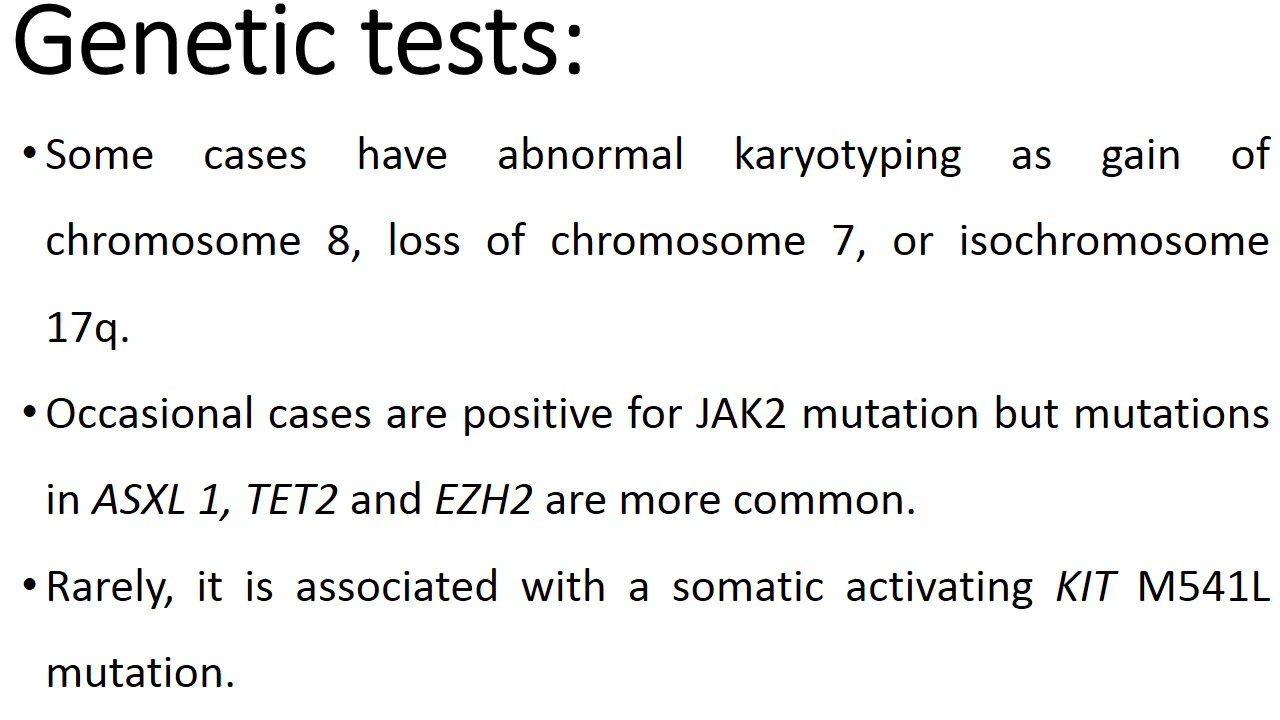 Genetic tests:
• Some cases have abnormal karyotyping as gain of
chromosome 8, loss of chromosome 7, or isochromosome
17q.
• Occasional cases are positive for JAK2 mutation but mutations
in ASXL 1, TET2 and EZH2 are more common.
• Rarely, it is associated with a somatic activating KIT M541L
mutation.